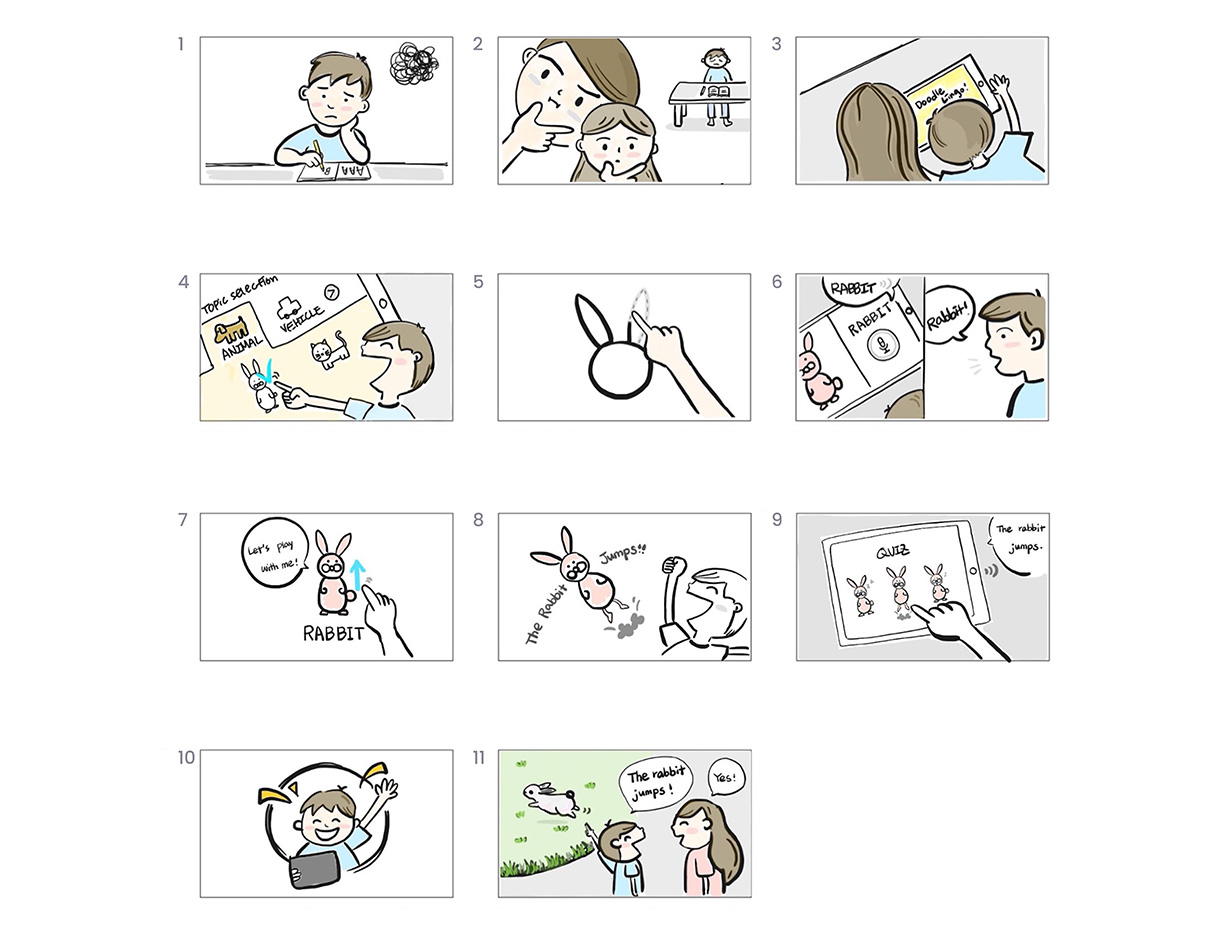 1
2
3
Doodle
Lingo!
4
Topic selection
ANIMAL
VEHICLE
?
5
6
RABBIT
RABBIT
Rabbit!
7
Let's play
with me!
RABBIT
8
The Rabbit
Jumps!!
9
QUIZ
The rabbit
jumps.
10
11
The rabbit
jumps!
Yes!